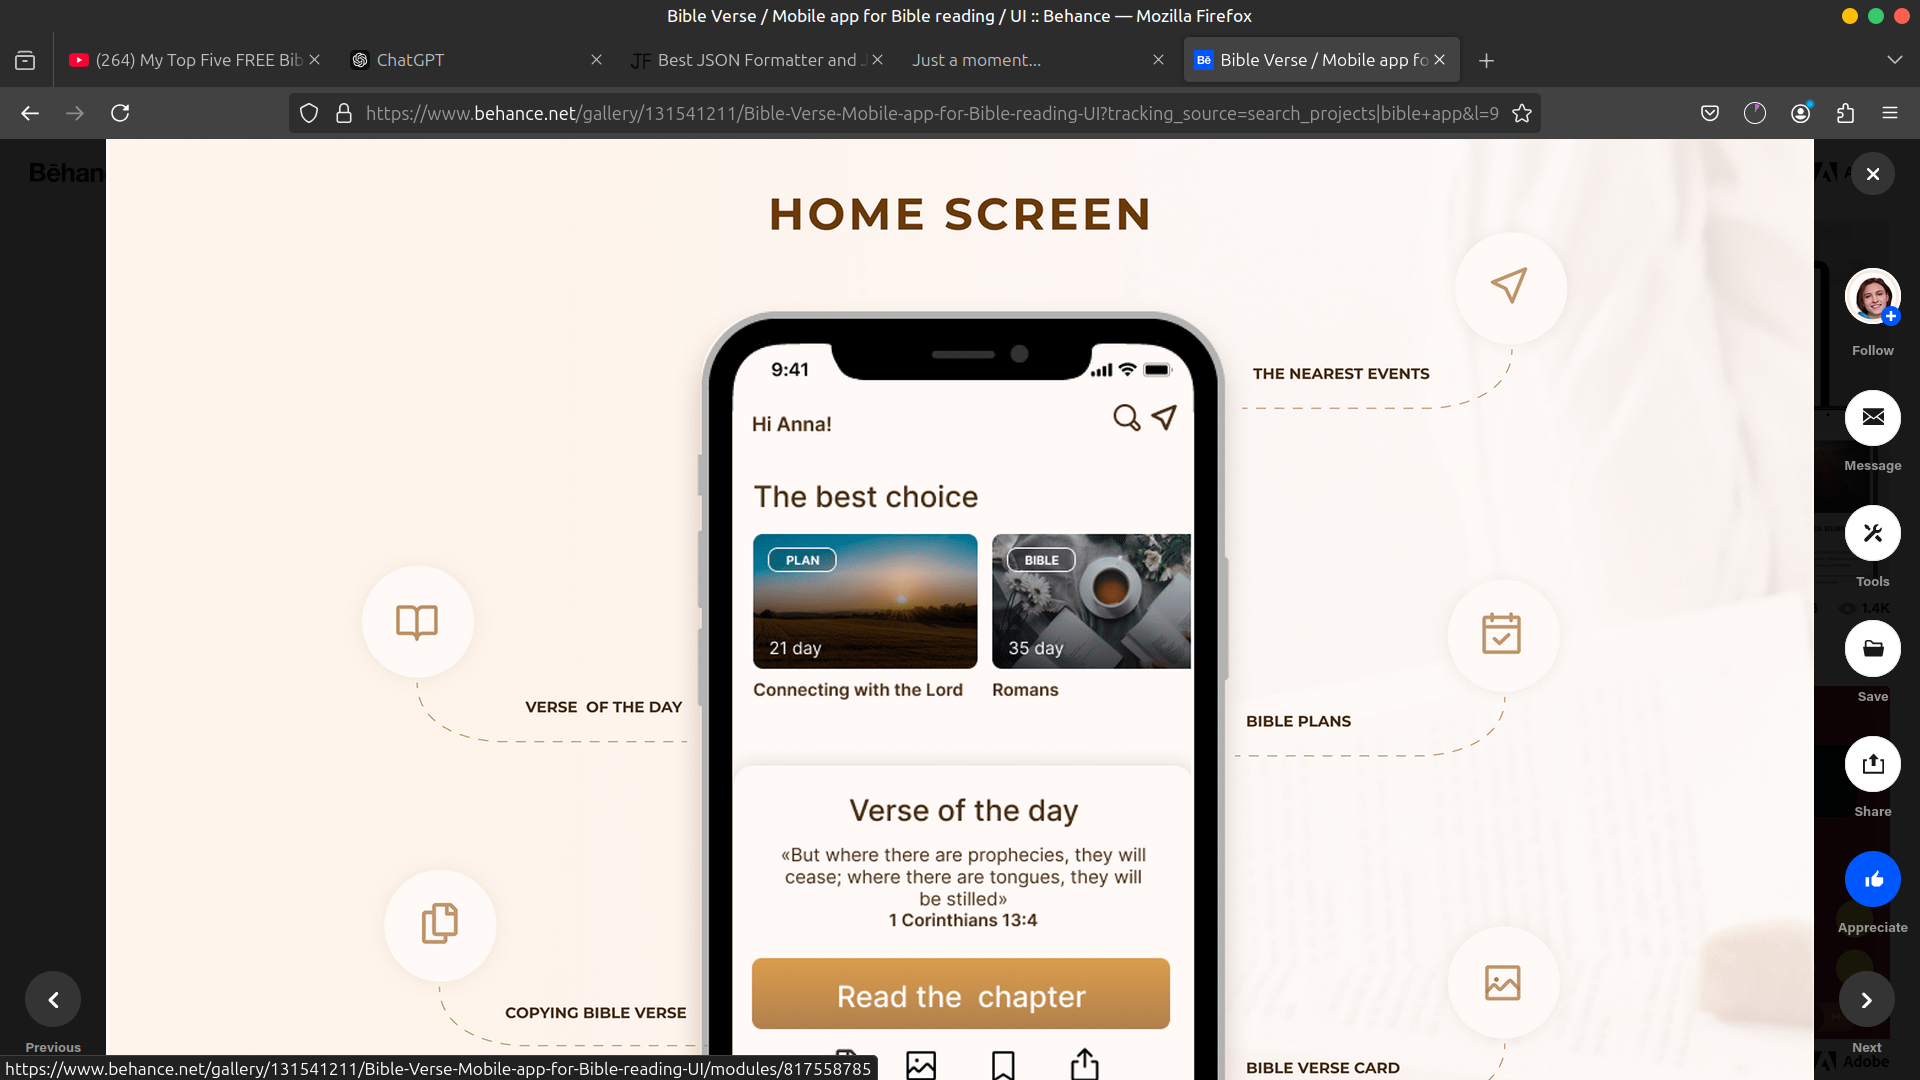 Bible Verse / Mobile app for Bible reading / UI :: Behance — Mozilla Firefox
(264) My Top Five FREE Bib
ChatGPT
JF Best JSON Formatter and J
Just a moment...
Bē Bible Verse / Mobile app fo
https://www.behance.net/gallery/131541211/Bible-Verse-Mobile-app-for-Bible-reading-UI?tracking_source=search_projects|bible+app&l=9
Bēhan
HOME SCREEN
9:41
THE NEAREST EVENTS
Hi Anna!
The best choice
PLAN
BIBLE
21 day
35 day
Connecting with the Lord
Romans
VERSE  OF THE DAY
BIBLE PLANS
Verse of the day
«But where there are prophecies, they will
cease; where there are tongues, they will
be stilled»
1 Corinthians 13:4
Read the  chapter
COPYING BIBLE VERSE
BIBLE VERSE CARD
Follow
Message
Tools
1.4K
Save
Share
Appreciate
Previous
Next
Adobe
https://www.behance.net/gallery/131541211/Bible-Verse-Mobile-app-for-Bible-reading-UI/modules/817558785